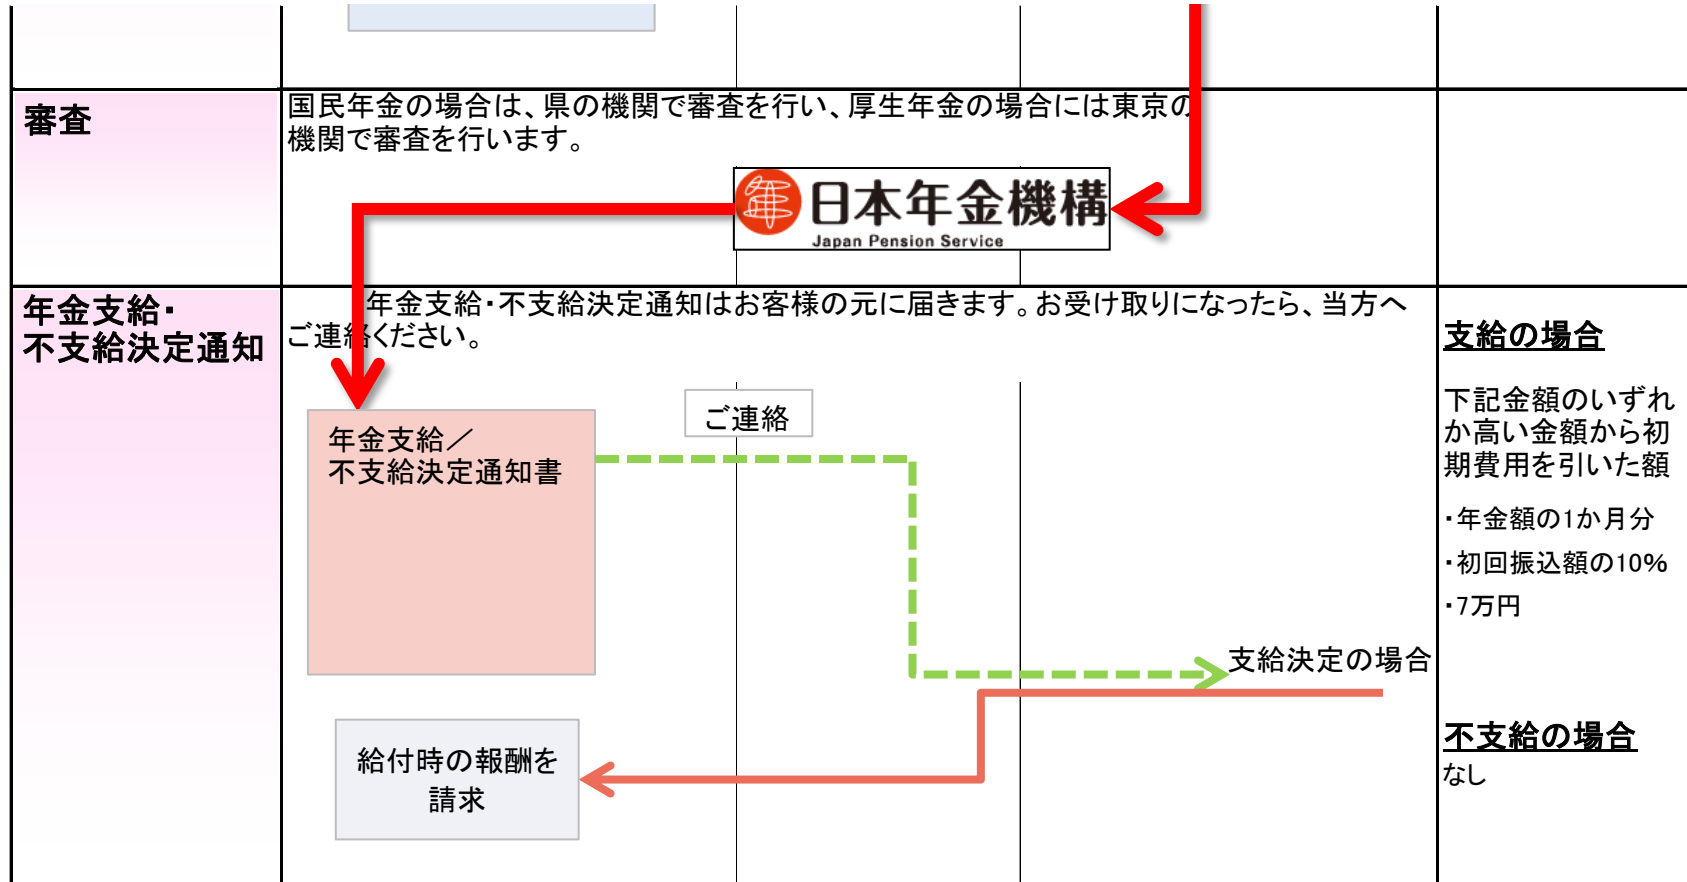 審査
国民年金の場合は、県の機関で審査を行い、厚生年金の場合には東京の
機関で審査を行います。
日本年金機構
Japan Pension Service
年金支給・
不支給決定通知
年金支給・不支給決定通知はお客様の元に届きます。お受け取りになったら、当方へ
ご連絡ください。
ご連絡
年金支給／
不支給決定通知書
支給決定の場合
給付時の報酬を
請求
支給の場合
下記金額のいずれ
か高い金額から初
期費用を引いた額
・年金額の1か月分
・初回振込額の10%
・7万円
不支給の場合
なし